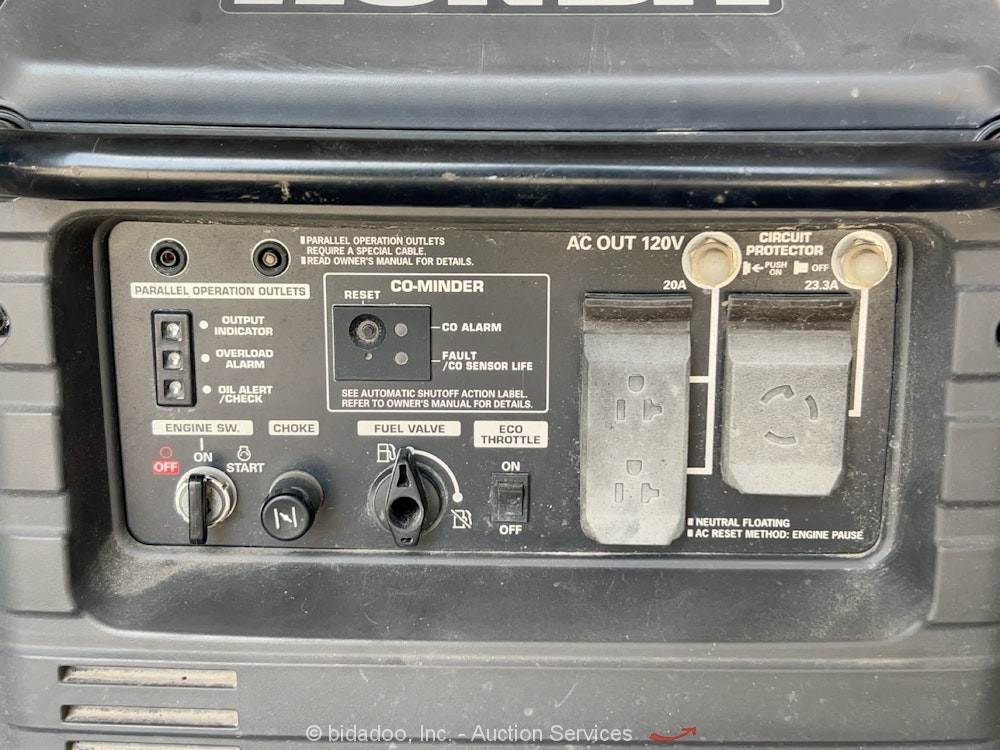 HONDA
PARALLEL OPERATION OUTLETS
REQUIRE A SPECIAL CABLE.
READ OWNER'S MANUAL FOR DETAILS.
PARALLEL OPERATION OUTLETS
OUTPUT
INDICATOR
OVERLOAD
ALARM
OIL ALERT
/CHECK
CO-MINDER
RESET
CO ALARM
FAULT
/CO SENSOR LIFE
SEE AUTOMATIC SHUTOFF ACTION LABEL.
REFER TO OWNER'S MANUAL FOR DETAILS.
AC OUT 120V
CIRCUIT
PROTECTOR
PUSH
ON
OFF
20A
23.3A
ENGINE SW.
OFF
ON
START
CHOKE
FUEL VALVE
ECO
THROTTLE
ON
OFF
NEUTRAL FLOATING
AC RESET METHOD: ENGINE PAUSE
© bidadoo, Inc. - Auction Services